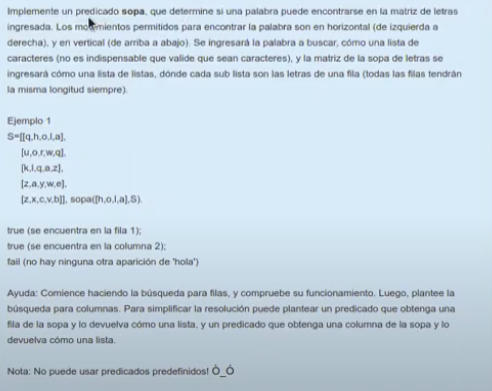 Implemente un predicado sopa, que determine si una palabra puede encontrarse en la matriz de letras
ingresada. Los movimientos permitidos para encontrar la palabra son en horizontal (de izquierda a
derecha), y en vertical (de arriba a abajo). Se ingresará la palabra a buscar, cómo una lista de
caracteres (no es indispensable que valide que sean caracteres), y la matriz de la sopa de letras se
ingresará cómo una lista de listas, dónde cada sub lista son las letras de una fila (todas las filas tendrán
la misma longitud siempre).
Ejemplo 1
S=[[q,h,o,l,a],
[u,o,r,w,q],
[k,l,q,a,z],
[z,a,y,w,e],
[z,x,c,v,b]], sopa([h,o,l,a],S).
true (se encuentra en la fila 1);
true (se encuentra en la columna 2);
fail (no hay ninguna otra aparición de 'hola')
Ayuda: Comience haciendo la búsqueda para filas, y compruebe su funcionamiento. Luego, plantee la
búsqueda para columnas. Para simplificar la resolución puede plantear un predicado que obtenga una
fila de la sopa y lo devuelva cómo una lista, y un predicado que obtenga una columna de la sopa y lo
devuelva cómo una lista.
Nota: No puede usar predicados predefinidos! Ò_Ó